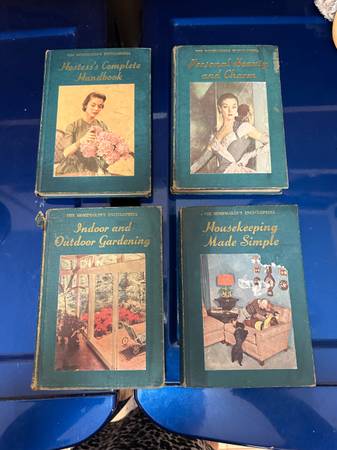 THE HOMEMAKER'S ENCYCLOPEDIA
Hostess's Complete
Handbook
THE HOMEMAKER'S ENCYCLOPEDIA
Personal Beauty
and Charm
THE HOMEMAKER'S ENCYCLOPEDIA
Indoor and
Outdoor Gardening
THE HOMEMAKER'S ENCYCLOPEDIA
Housekeeping
Made Simple